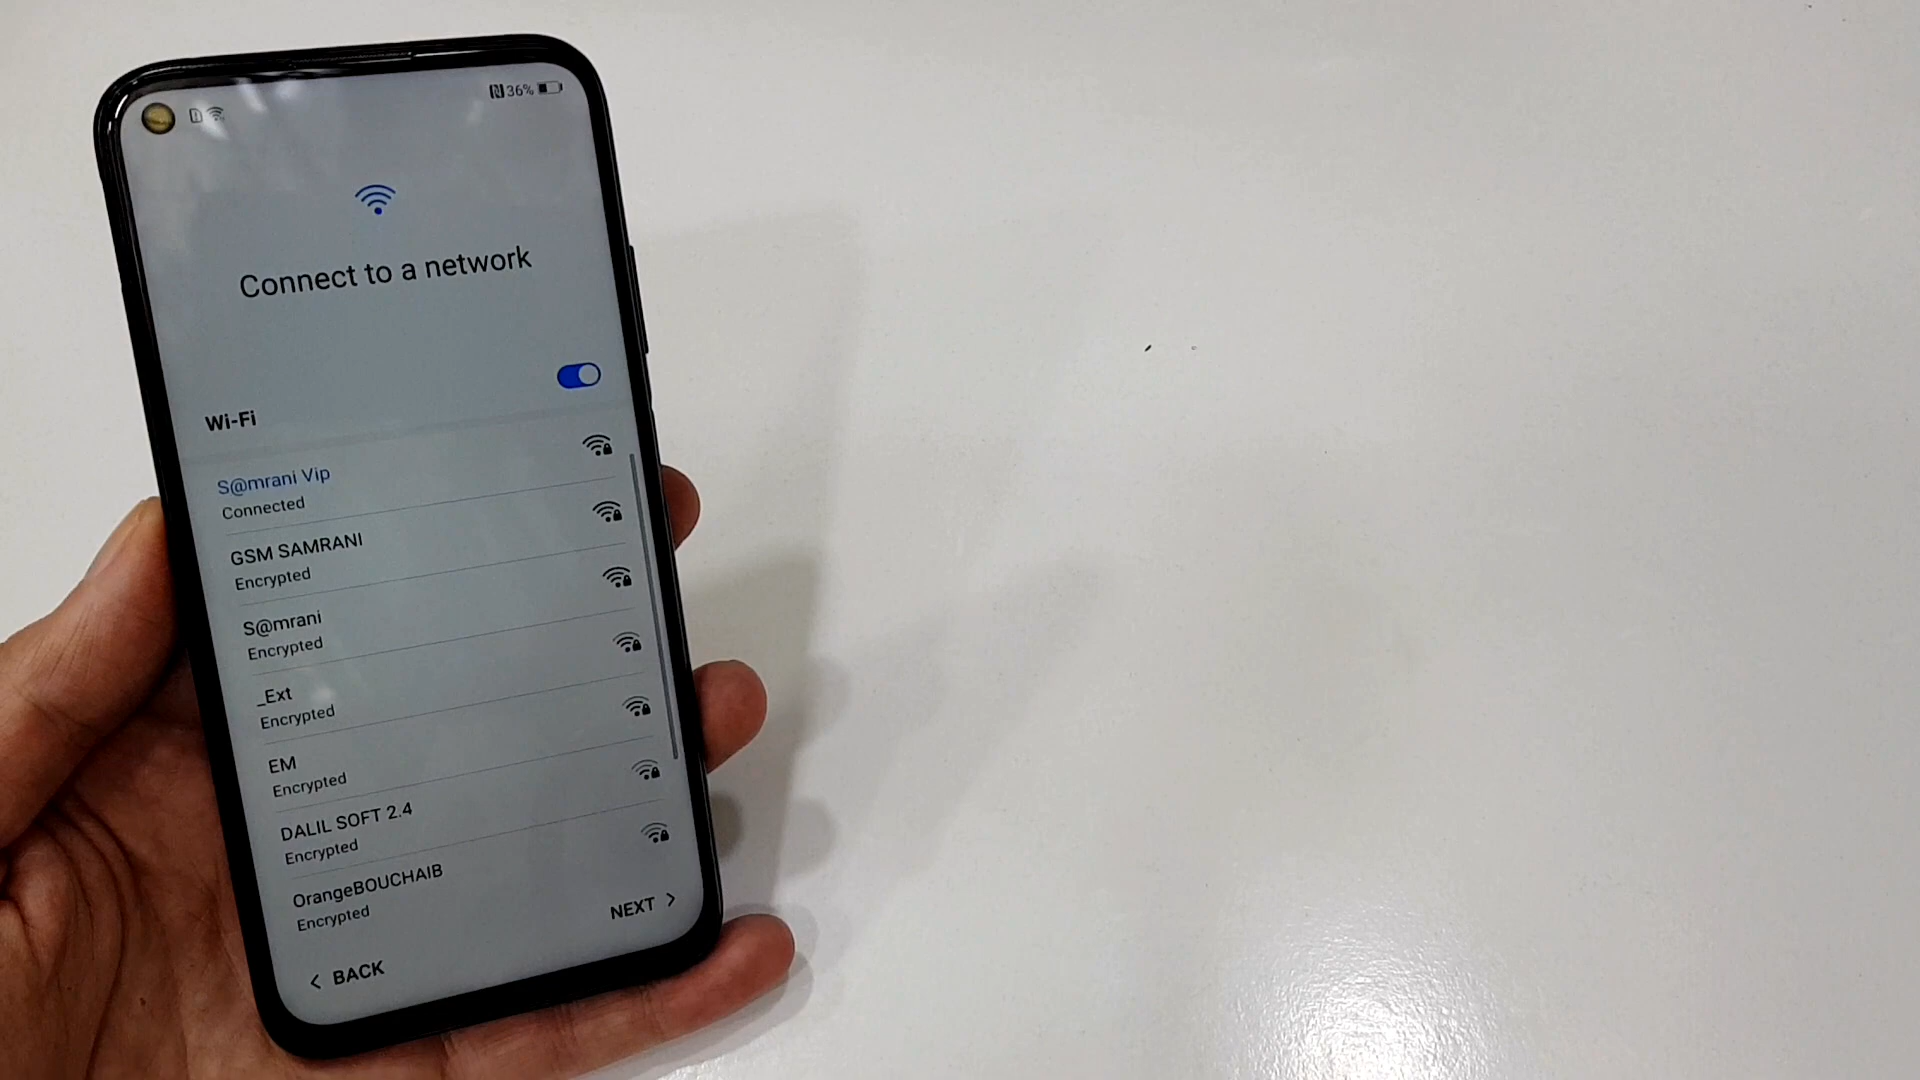 36%
Connect to a network
Wi-Fi
S@mrani Vip
Connected
GSM SAMRANI
Encrypted
S@mrani
Encrypted
_Ext
Encrypted
EM
Encrypted
DALIL SOFT 2.4
Encrypted
OrangeBOUCHAIB
Encrypted
NEXT
BACK